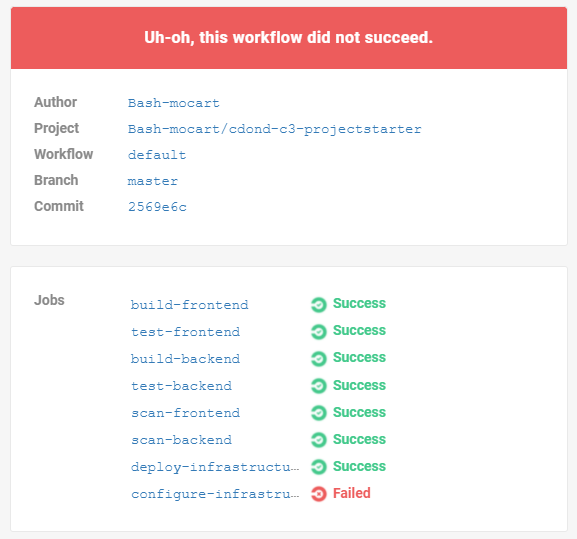 Uh-oh, this workflow did not succeed.
Author Bash-mocart
Project Bash-mocart/cdond-c3-projectstarter
Workflow default
Branch master
Commit 2569e6c
Jobs build-frontend Success
test-frontend Success
build-backend Success
test-backend Success
scan-frontend Success
scan-backend Success
deploy-infrastructu… Success
configure-infrastru… Failed